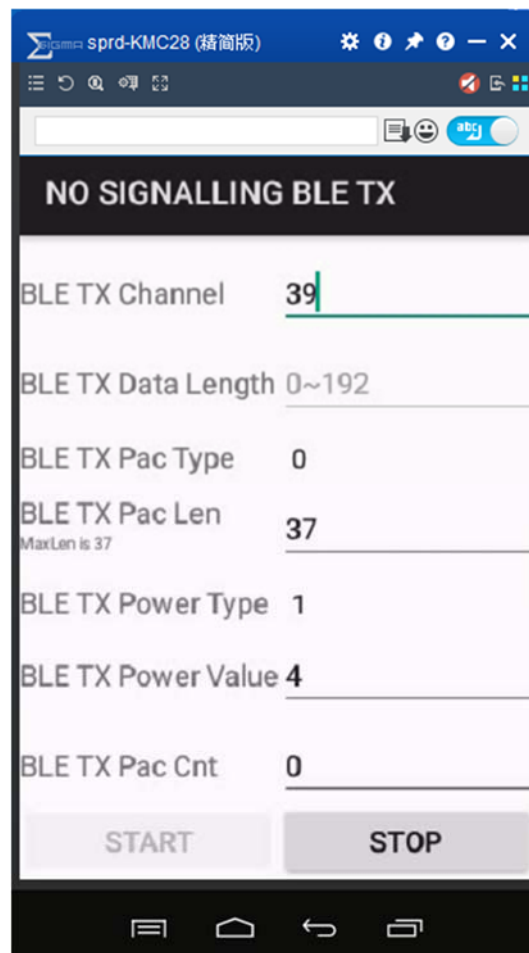 SIGMA sprd-KMC28 (精简版)
abc
NO SIGNALLING BLE TX
BLE TX Channel 39
BLE TX Data Length 0~192
BLE TX Pac Type 0
BLE TX Pac Len 37
MaxLen is 37
BLE TX Power Type 1
BLE TX Power Value 4
BLE TX Pac Cnt 0
START STOP